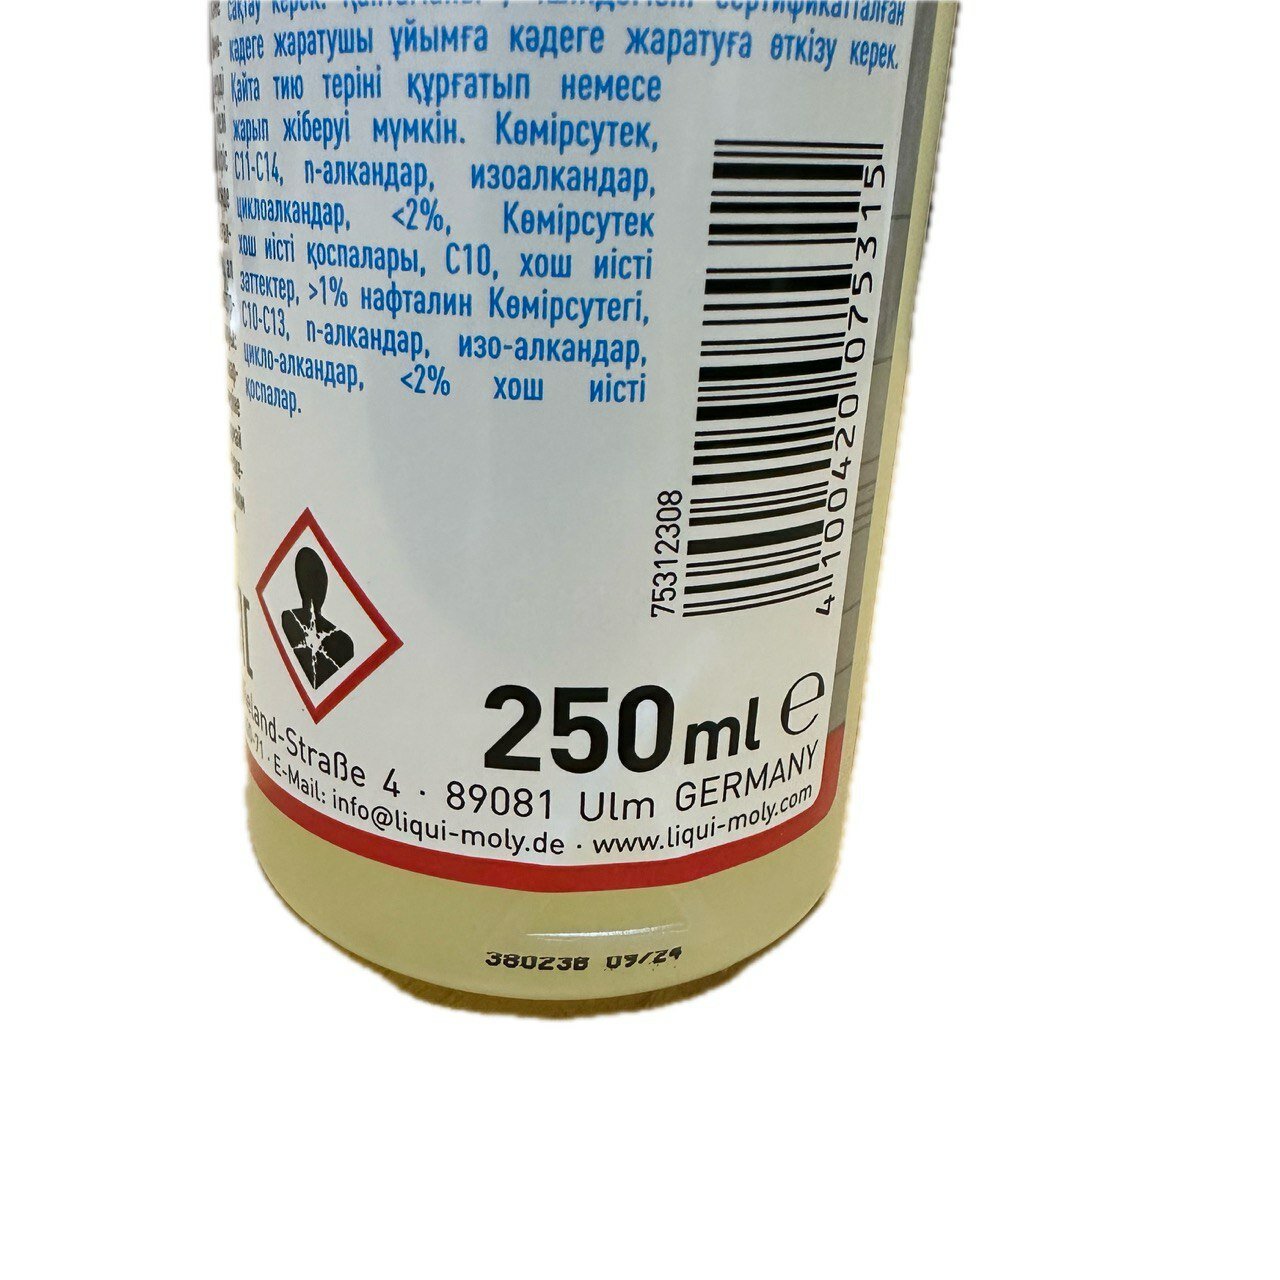 сақтау керек.
кәдеге жаратушы ұйымға кәдеге жаратуға өткізу керек.
Қайта тию теріні құрғатып немесе
жарып жіберуі мүмкін. Көмірсутек,
C11-C14, n-алкандар, изоалкандар,
циклоалкандар, <2%, Көмірсутек
хош иісті қоспалары, C10, хош иісті
заттектер, >1% нафталин Көмірсутегі,
C10-C13, n-алкандар, изо-алкандар,
цикло-алкандар, <2% хош иісті
қоспалар.
75312308
4 100420 075315
250ml e
-Straße 4 · 89081 Ulm GERMANY
E-Mail: info@liqui-moly.de · www.liqui-moly.com
380238 09/24